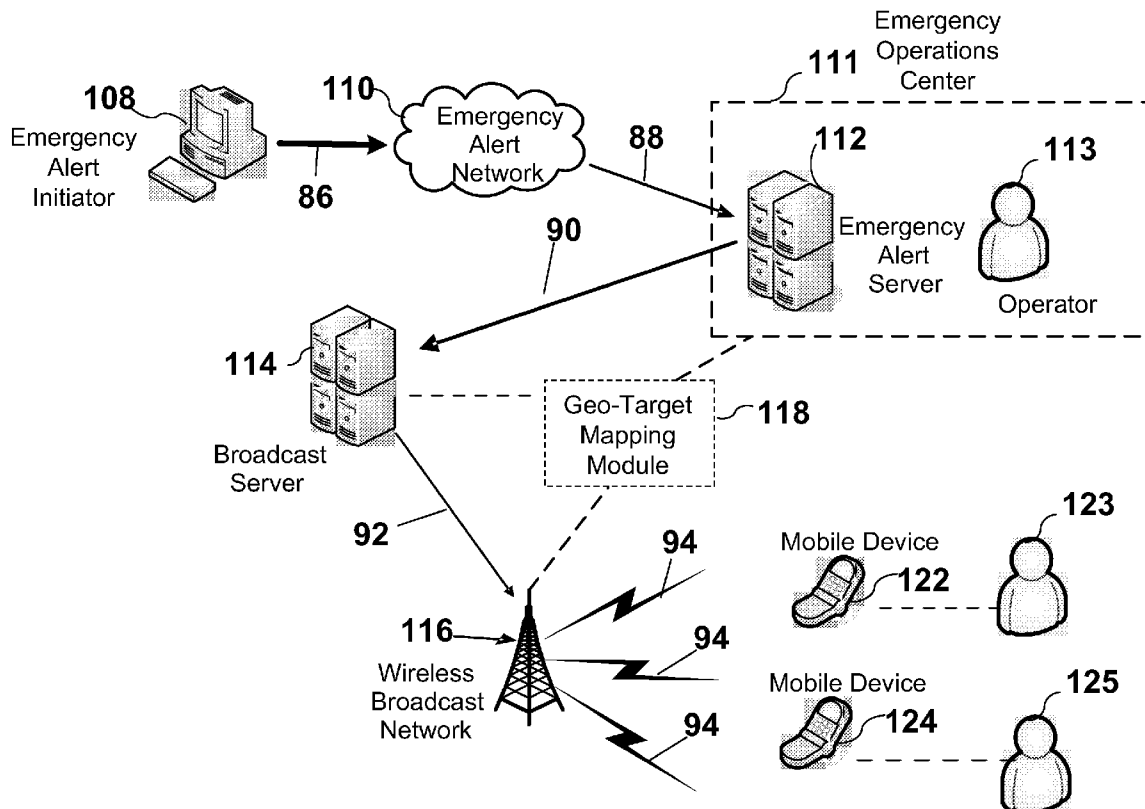 Emergency
Operations
Center
111
108
110
Emergency
Alert
Network
88
112
113
Emergency
Alert
Initiator
86
90
Emergency
Alert
Server
Operator
114
Geo-Target
Mapping
Module
118
Broadcast
Server
92
94
Mobile Device
122
123
116
Wireless
Broadcast
Network
94
94
Mobile Device
124
125